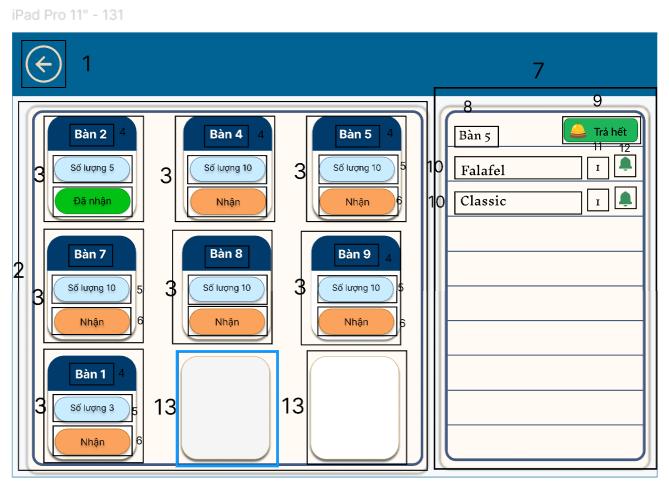 iPad Pro 11" - 131
1
7
8
9
Bàn 2 4
Bàn 4 4
Bàn 5 4
Bàn 5
Trả hết
3
Số lượng 5
3
Số lượng 10
3
Số lượng 10 5
11
12
10
Falafel
1
Đã nhận
Nhận
Nhận 6
10
Classic
1
2
Bàn 7
Bàn 8
Bàn 9 4
3
Số lượng 10 5
3
Số lượng 10
3
Số lượng 10 5
Nhận 6
Nhận
Nhận 6
Bàn 1 4
3
Số lượng 3 5
13
13
Nhận 6